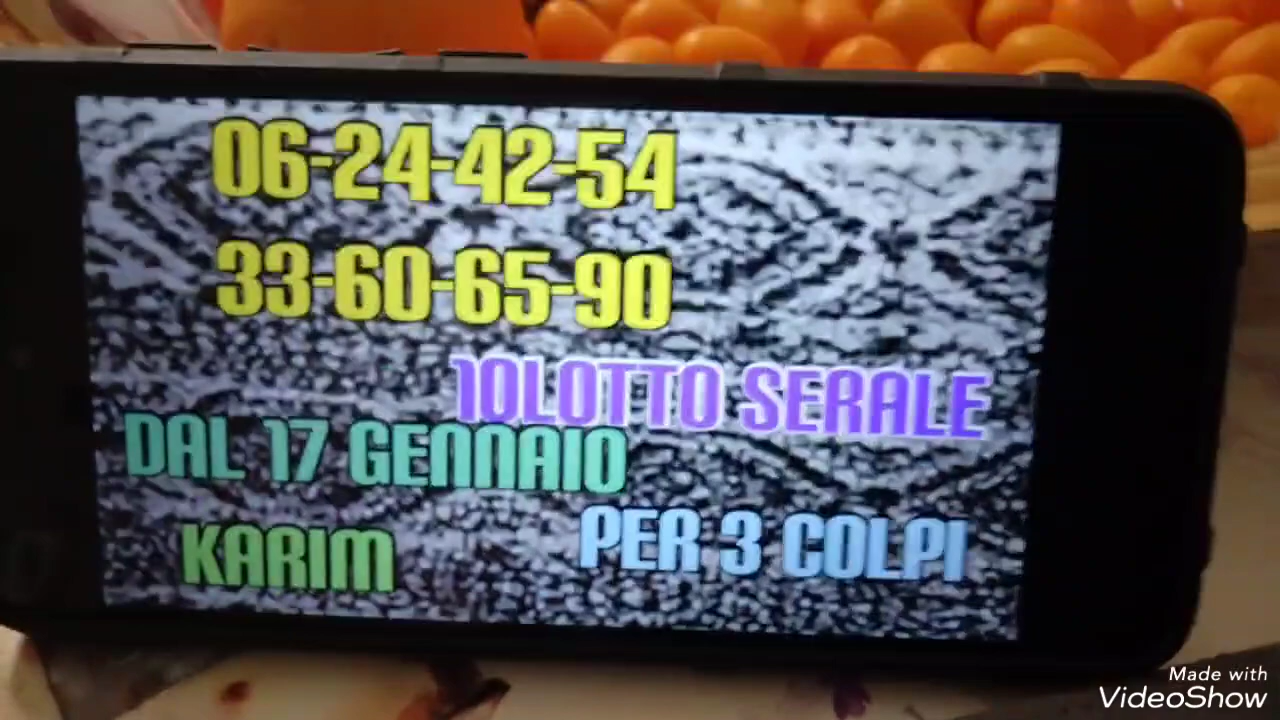 06-24-42-54
33-60-65-90
10LOTTO SERALE
DAL 17 GENNAIO
PER 3 COLPI
KARIM
Made with
VideoShow